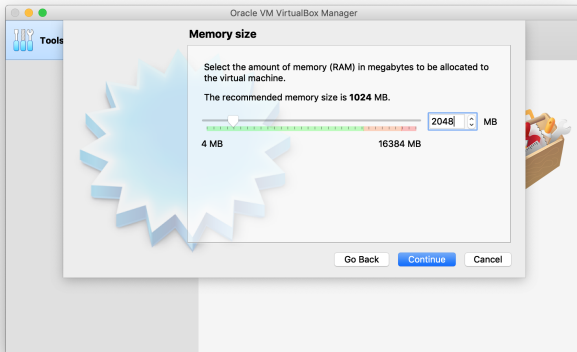 Oracle VM VirtualBox Manager
Tools
Memory size
Select the amount of memory (RAM) in megabytes to be allocated to
the virtual machine.
The recommended memory size is 1024 MB.
2048 MB
4 MB 16384 MB
Go Back Continue Cancel